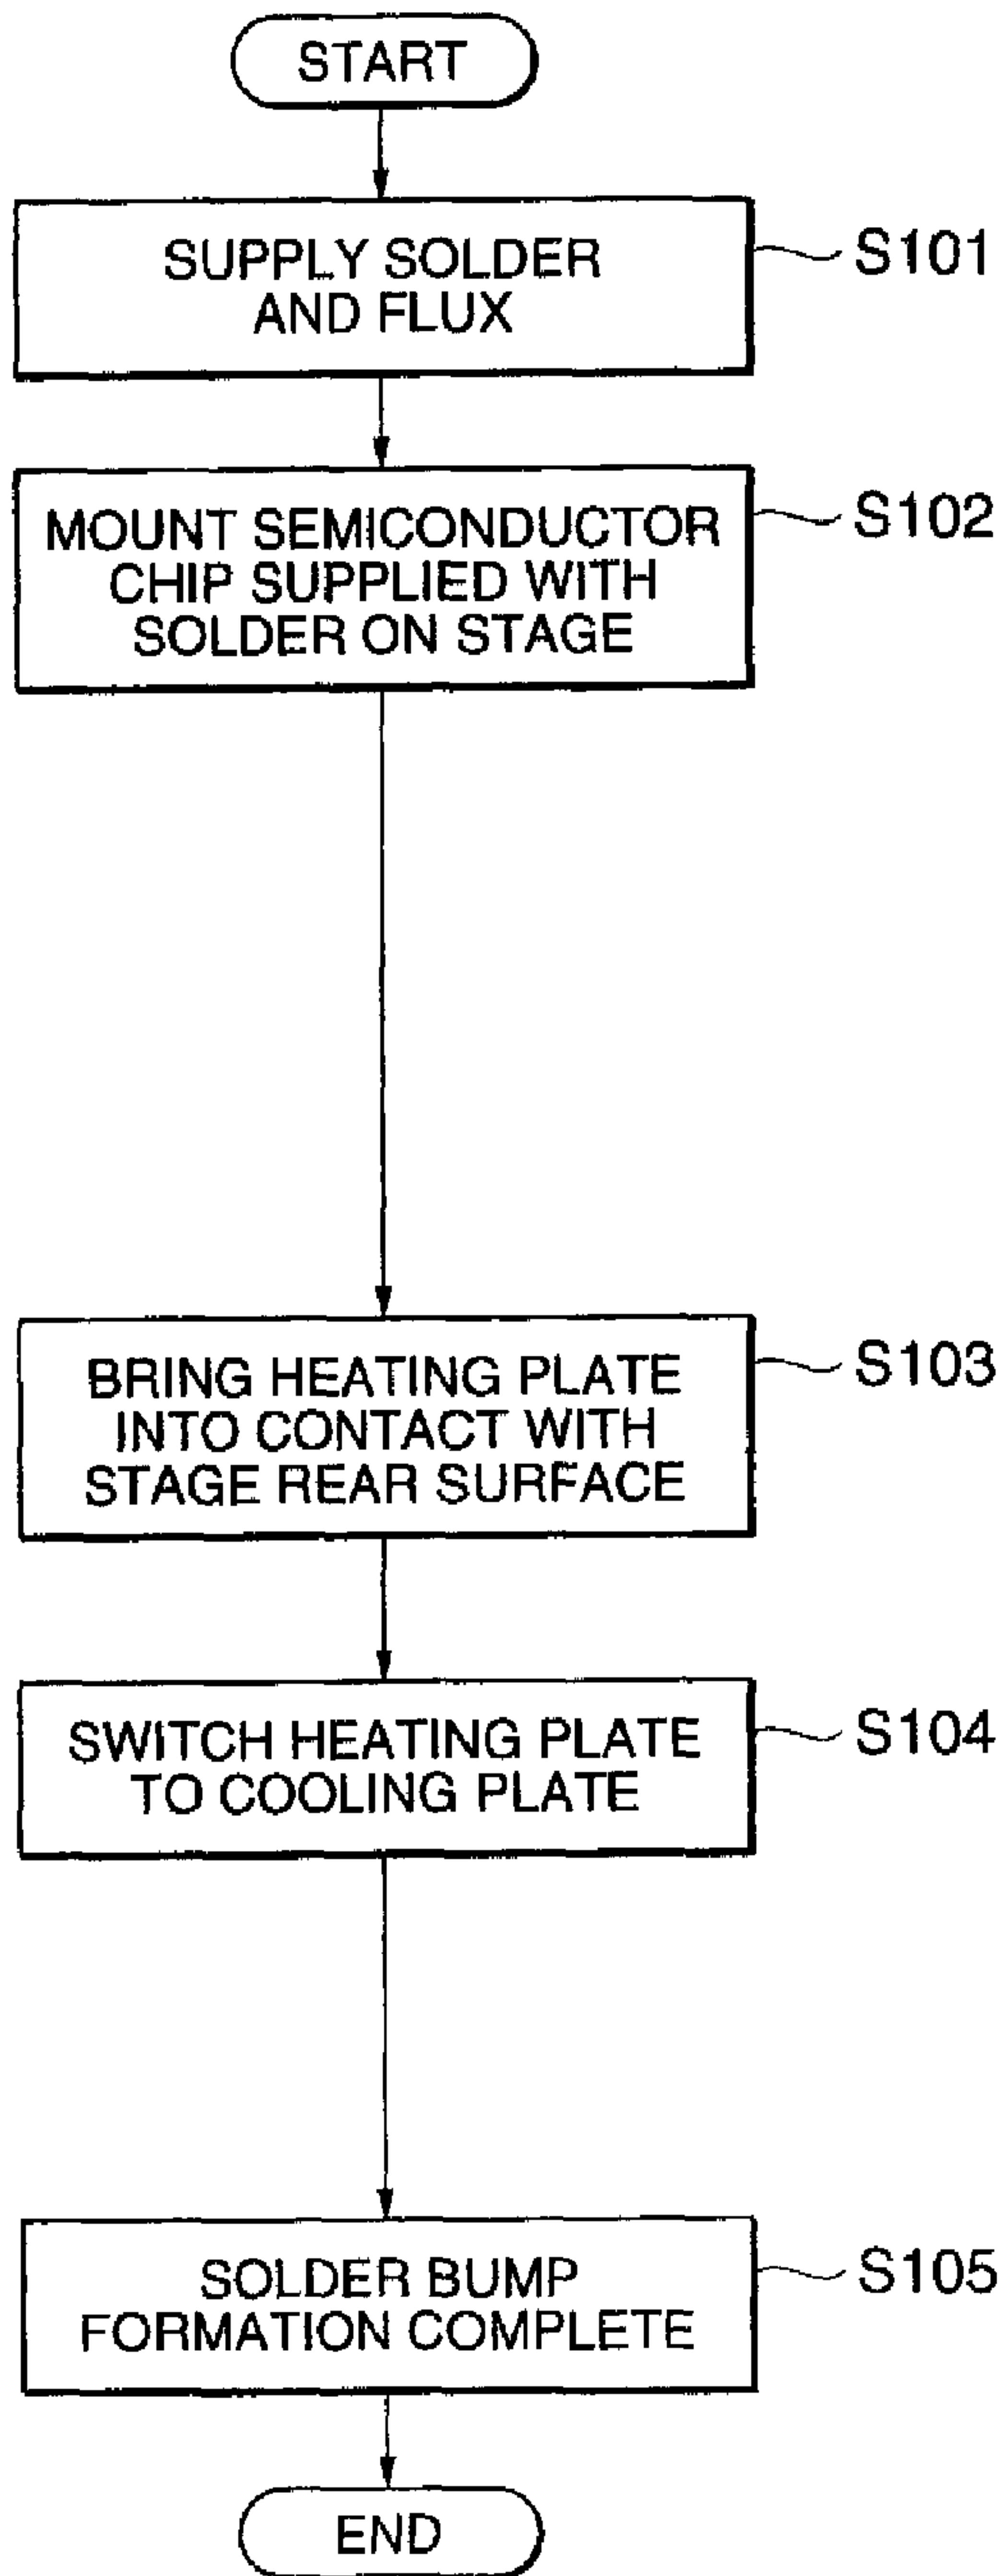 START
SUPPLY SOLDER
AND FLUX
S101
MOUNT SEMICONDUCTOR
CHIP SUPPLIED WITH
SOLDER ON STAGE
S102
BRING HEATING PLATE
INTO CONTACT WITH
STAGE REAR SURFACE
S103
SWITCH HEATING PLATE
TO COOLING PLATE
S104
SOLDER BUMP
FORMATION COMPLETE
S105
END